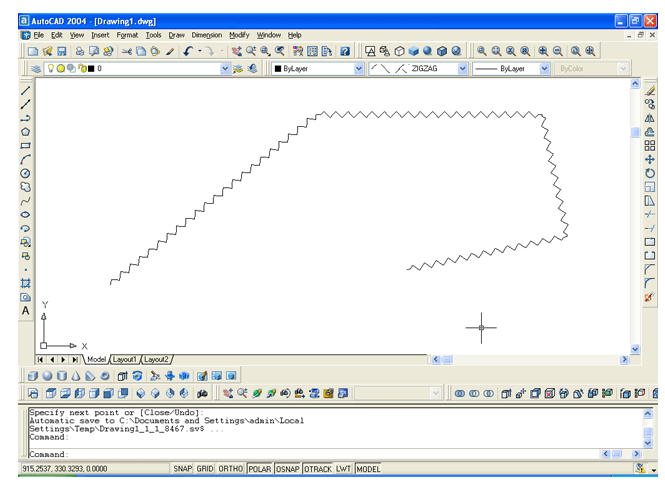 AutoCAD 2004 - [Drawing1.dwg]
File Edit View Insert Format Tools Draw Dimension Modify Window Help
0 ByLayer ZIGZAG ByLayer ByColor
A
Y
X
Model Layout1 Layout2
Specify next point or [Close/Undo]:
Automatic save to C:\Documents and Settings\admin\Local
Settings\Temp\Drawing1_1_1_8467.sv$ ...
Command:
Command:
915.2537, 330.3293, 0.0000 SNAP GRID ORTHO POLAR OSNAP OTRACK LWT MODEL